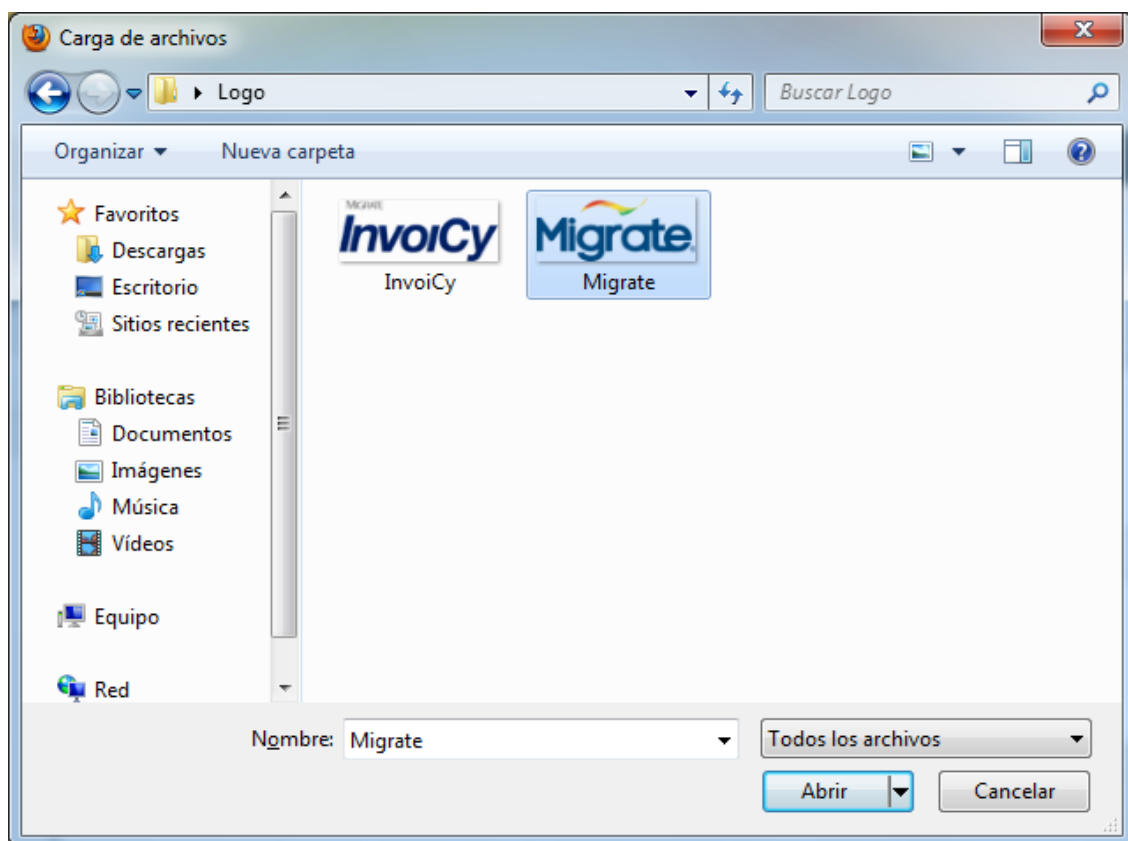 Carga de archivos
Logo
Buscar Logo
Organizar
Nueva carpeta
Favoritos
Descargas
Escritorio
Sitios recientes
Bibliotecas
Documentos
Imágenes
Música
Vídeos
Equipo
Red
MIGRATE
InvoiCy
InvoiCy
Migrate
Migrate
Nombre: Migrate
Todos los archivos
Abrir
Cancelar